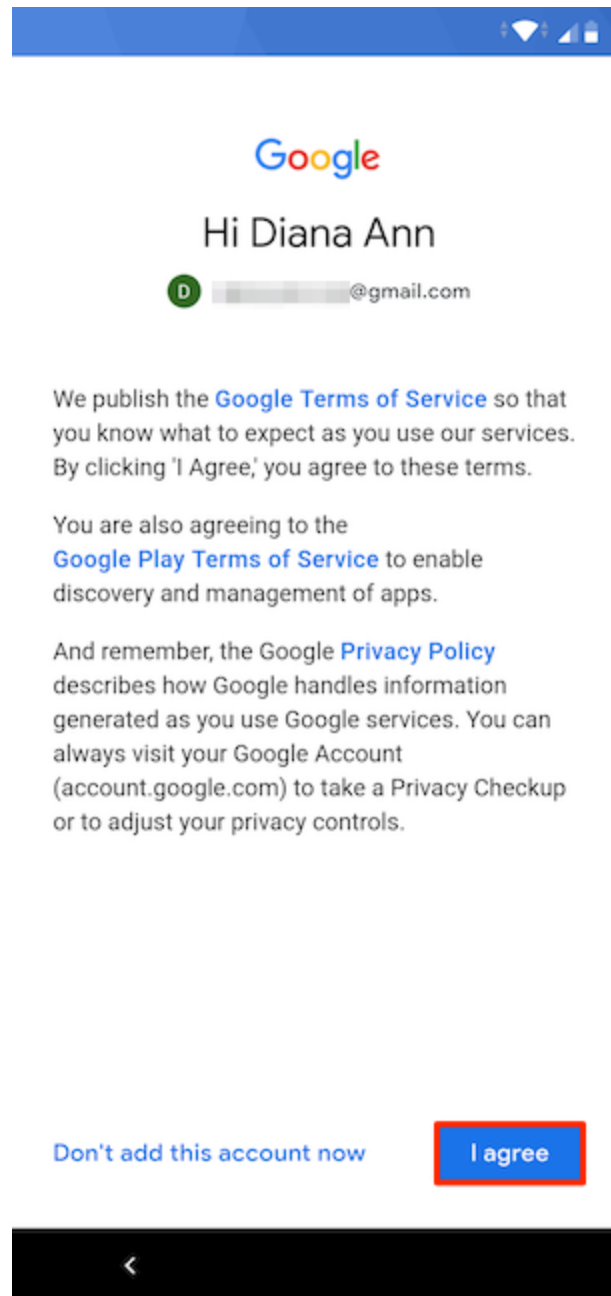 Google
Hi Diana Ann
D @gmail.com
We publish the Google Terms of Service so that
you know what to expect as you use our services.
By clicking 'I Agree,' you agree to these terms.
You are also agreeing to the
Google Play Terms of Service to enable
discovery and management of apps.
And remember, the Google Privacy Policy
describes how Google handles information
generated as you use Google services. You can
always visit your Google Account
(account.google.com) to take a Privacy Checkup
or to adjust your privacy controls.
Don't add this account now
I agree